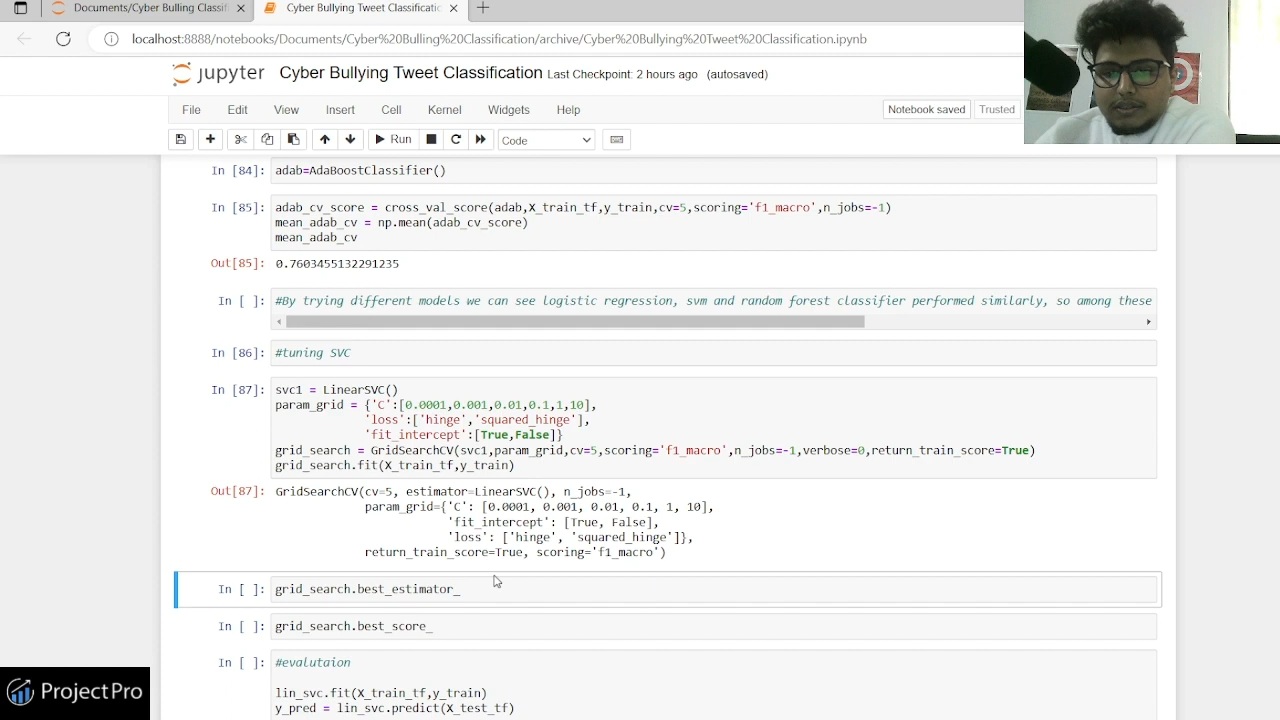 Documents/Cyber Bulling Classifi
Cyber Bullying Tweet Classificatio
localhost:8888/notebooks/Documents/Cyber%20Bulling%20Classification/archive/Cyber%20Bullying%20Tweet%20Classification.ipynb
jupyter Cyber Bullying Tweet Classification Last Checkpoint: 2 hours ago (autosaved)
File Edit View Insert Cell Kernel Widgets Help Notebook saved Trusted
Run Code
In [84]: adab=AdaBoostClassifier()
In [85]: adab_cv_score = cross_val_score(adab,X_train_tf,y_train,cv=5,scoring='f1_macro',n_jobs=-1)
mean_adab_cv = np.mean(adab_cv_score)
mean_adab_cv
Out[85]: 0.7603455132291235
In [ ]: #By trying different models we can see logistic regression, svm and random forest classifier performed similarly, so among these
In [86]: #tuning SVC
In [87]: svc1 = LinearSVC()
param_grid = {'C':[0.0001,0.001,0.01,0.1,1,10],
'loss':['hinge','squared_hinge'],
'fit_intercept':[True,False]}
grid_search = GridSearchCV(svc1,param_grid,cv=5,scoring='f1_macro',n_jobs=-1,verbose=0,return_train_score=True)
grid_search.fit(X_train_tf,y_train)
Out[87]: GridSearchCV(cv=5, estimator=LinearSVC(), n_jobs=-1,
param_grid={'C': [0.0001, 0.001, 0.01, 0.1, 1, 10],
'fit_intercept': [True, False],
'loss': ['hinge', 'squared_hinge']},
return_train_score=True, scoring='f1_macro')
In [ ]: grid_search.best_estimator_
In [ ]: grid_search.best_score_
In [ ]: #evalutaion
lin_svc.fit(X_train_tf,y_train)
y_pred = lin_svc.predict(X_test_tf)
ProjectPro